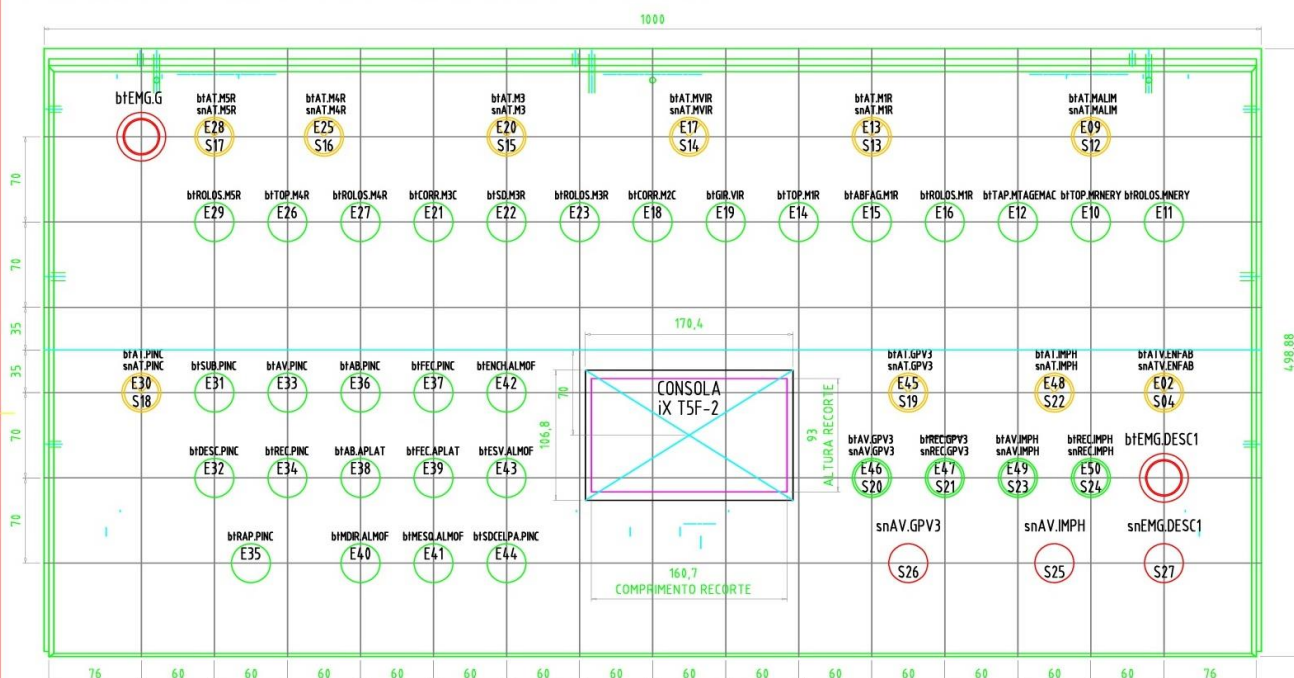 1000
btEMG.G
btAT.M5R
snAT.M5R
E28
S17
btAT.M4R
snAT.M4R
E25
S16
btAT.M3
snAT.M3
E20
S15
btAT.MVIR
snAT.MVIR
E17
S14
btAT.M1R
snAT.M1R
E13
S13
btAT.MALIM
snAT.MALIM
E09
S12
70
btROLOS.M5R
E29
btTOP.M4R
E26
btROLOS.M4R
E27
btCORR.M3C
E21
btSD.M3R
E22
btROLOS.M3R
E23
btCORR.M2C
E18
btGIR.VIR
E19
btTOP.M1R
E14
btABFAG.M1R
E15
btROLOS.M1R
E16
btTAP.MTAGEMAC
E12
btTOP.MRNERY
E10
btROLOS.MNERY
E11
70
35
170,4
498.88
35
btAT.PINC
snAT.PINC
E30
S18
btSUB.PINC
E31
btAV.PINC
E33
btAB.PINC
E36
btFEC.PINC
E37
btENCH.ALMOF
E42
70
CONSOLA
iX T5F-2
106,8
93
ALTURA RECORTE
btAT.GPV3
snAT.GPV3
E45
S19
btAT.IMPH
snAT.IMPH
E48
S22
btATV.ENFAB
snATV.ENFAB
E02
S04
70
btDESC.PINC
E32
btREC.PINC
E34
btAB.APLAT
E38
btFEC.APLAT
E39
btESV.ALMOF
E43
btAV.GPV3
snAV.GPV3
E46
S20
btREC.GPV3
snREC.GPV3
E47
S21
btAV.IMPH
snAV.IMPH
E49
S23
btREC.IMPH
snREC.IMPH
E50
S24
btEMG.DESC1
70
btRAP.PINC
E35
btMDIR.ALMOF
E40
btMESQ.ALMOF
E41
btSDCELPA.PINC
E44
160,7
COMPRIMENTO RECORTE
snAV.GPV3
S26
snAV.IMPH
S25
snEMG.DESC1
S27
76 60 60 60 60 60 60 60 60 60 60 60 60 60 60 76